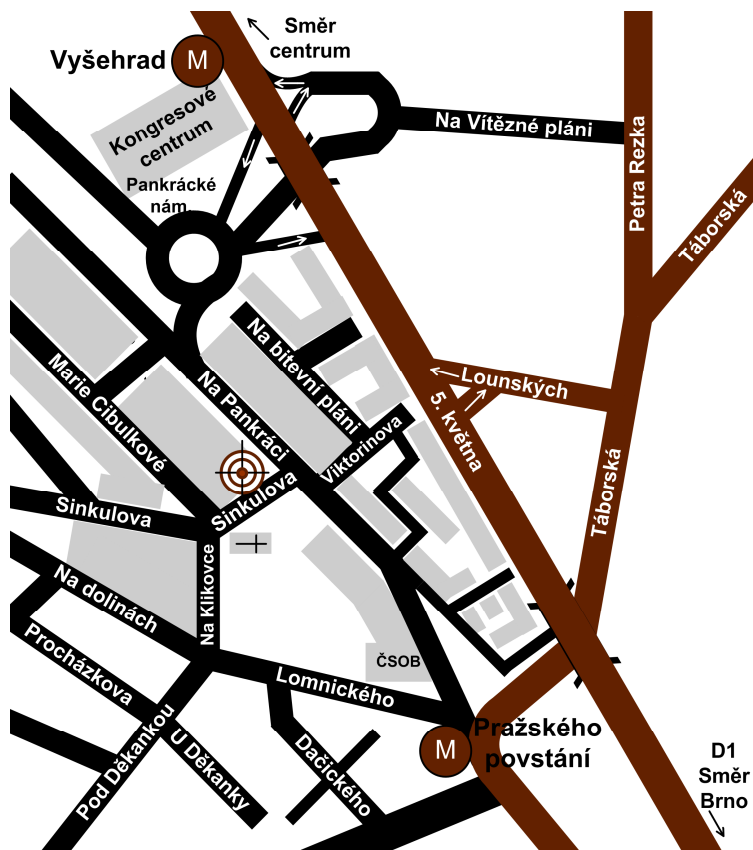 Směr
centrum
Vyšehrad
M
Kongresové
centrum
Na Vítězné pláni
Petra Rezka
Táborská
Pankrácké
nám.
Na bitevní pláni
Na Pankráci
Marie Cibulkové
Lounských
5. května
Viktorinova
Sinkulova
Sinkulova
Táborská
Na Klikovce
Na dolinách
Procházkova
ČSOB
Lomnického
Pod Děkankou
U Děkanky
Dačického
M
Pražského
povstání
D1
Směr
Brno